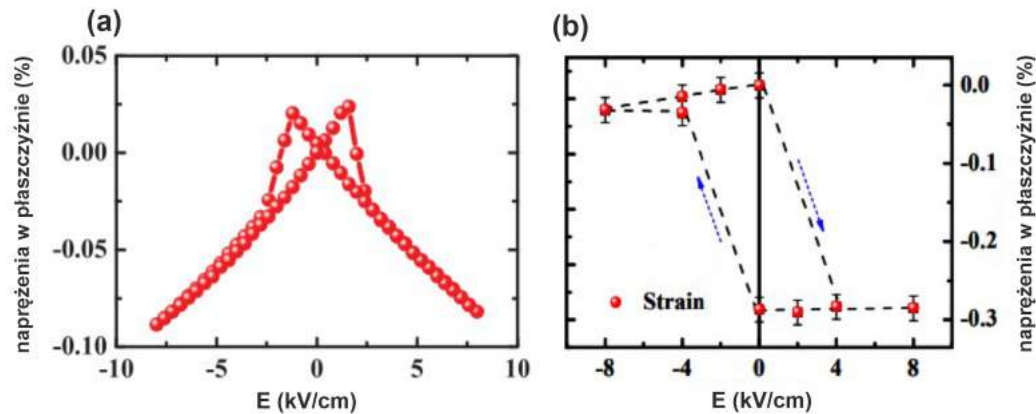 (a)
naprężenia w płaszczyźnie (%)
0.05
0.00
-0.05
-0.10
-10
-5
0
5
10
E (kV/cm)
(b)
0.0
-0.1
-0.2
-0.3
naprężenia w płaszczyźnie (%)
Strain
-8
-4
0
4
8
E (kV/cm)